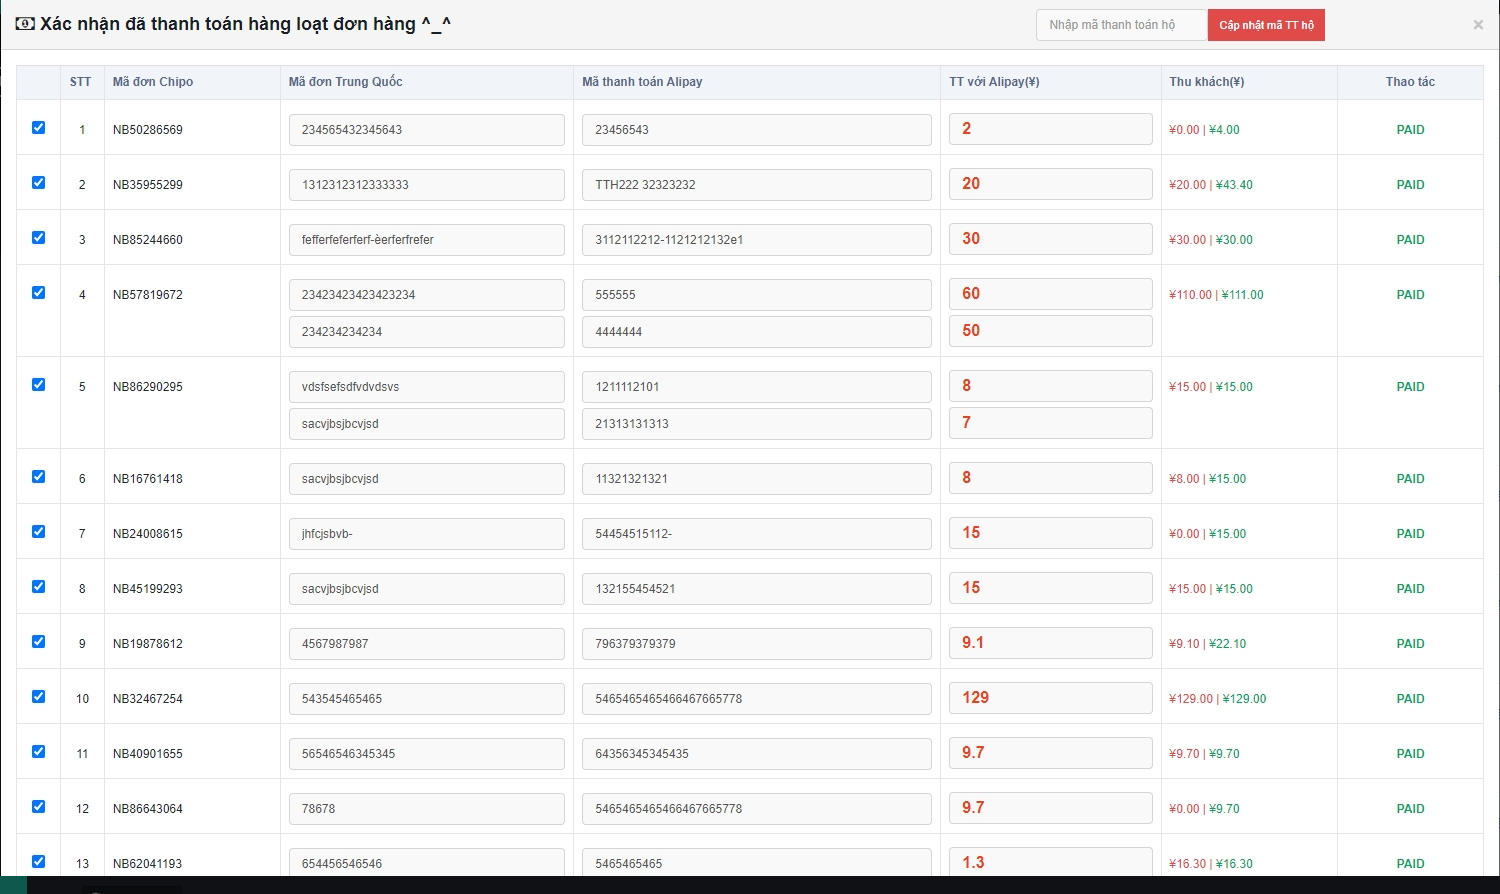 Xác nhận đã thanh toán hàng loạt đơn hàng ^_^
Nhập mã thanh toán hộ
Cập nhật mã TT hộ
×
STT Mã đơn Chipo Mã đơn Trung Quốc Mã thanh toán Alipay TT với Alipay(¥) Thu khách(¥) Thao tác
1 NB50286569 234565432345643 23456543 2 ¥0.00 | ¥4.00 PAID
2 NB35955299 1312312312333333 TTH222 32323232 20 ¥20.00 | ¥43.40 PAID
3 NB85244660 fefferfeferferf-èerferfrefer 3112112212-1121212132e1 30 ¥30.00 | ¥30.00 PAID
4 NB57819672 23423423423423234 555555 60 ¥110.00 | ¥111.00 PAID
234234234234 4444444 50
5 NB86290295 vdsfsefsdfvdvdsvs 1211112101 8 ¥15.00 | ¥15.00 PAID
sacvjbsjbcvjsd 21313131313 7
6 NB16761418 sacvjbsjbcvjsd 11321321321 8 ¥8.00 | ¥15.00 PAID
7 NB24008615 jhfcjsbvb- 54454515112- 15 ¥0.00 | ¥15.00 PAID
8 NB45199293 sacvjbsjbcvjsd 132155454521 15 ¥15.00 | ¥15.00 PAID
9 NB19878612 4567987987 796379379379 9.1 ¥9.10 | ¥22.10 PAID
10 NB32467254 543545465465 5465465465466467665778 129 ¥129.00 | ¥129.00 PAID
11 NB40901655 56546546345345 64356345345435 9.7 ¥9.70 | ¥9.70 PAID
12 NB86643064 78678 5465465465466467665778 9.7 ¥0.00 | ¥9.70 PAID
13 NB62041193 654456546546 5465465465 1.3 ¥16.30 | ¥16.30 PAID